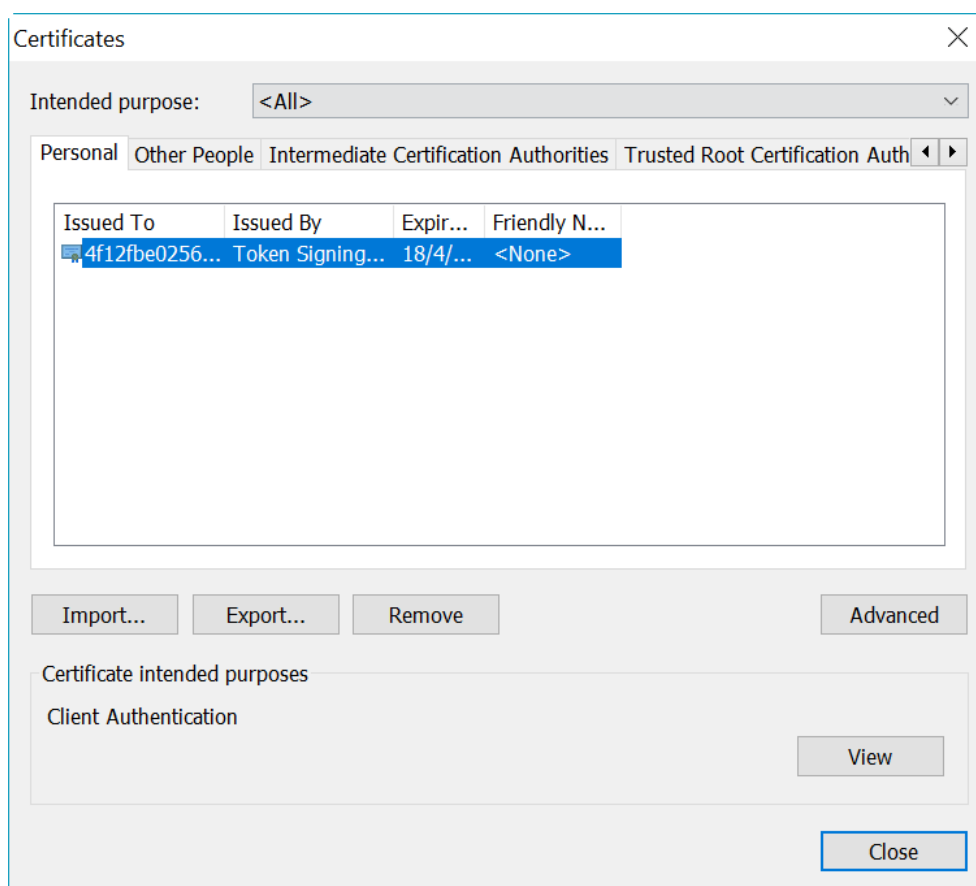 Certificates
Intended purpose: <All>
Personal Other People Intermediate Certification Authorities Trusted Root Certification Auth
Issued To Issued By Expir... Friendly N...
4f12fbe0256... Token Signing... 18/4/... <None>
Import... Export... Remove Advanced
Certificate intended purposes
Client Authentication
View
Close